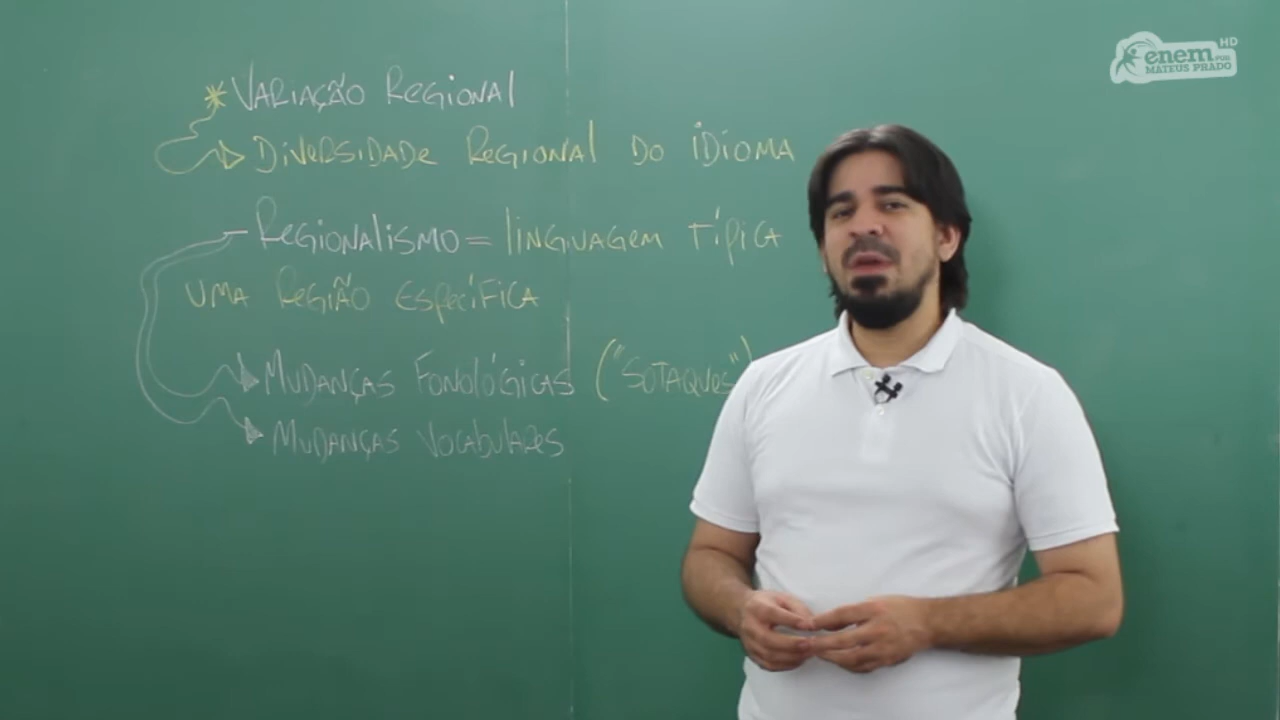 * VARIAÇÃO REGIONAL
DIVERSIDADE REGIONAL DO IDIOMA
- REGIONALISMO = LINGUAGEM TÍPICA
UMA REGIÃO ESPECÍFICA
MUDANÇAS FONOLÓGICAS ("SOTAQUES")
MUDANÇAS VOCABULARES
enem HD
POR
MATEUS PRADO